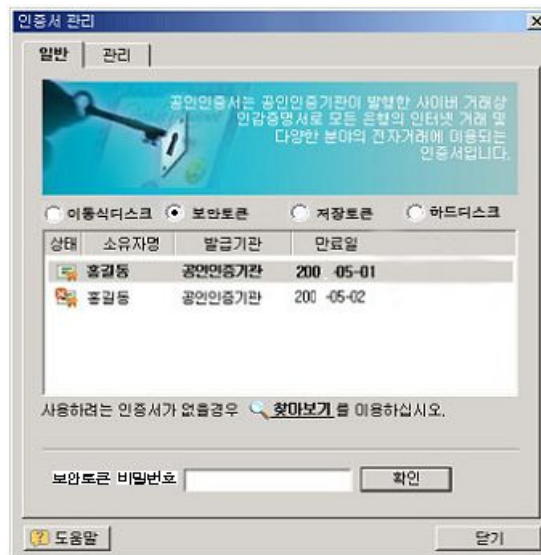 인증서 관리
일반 관리
공인인증서는 공인인증기관이 발행한 사이버 거래상
인감증명서로 모든 은행의 인터넷 거래 및
다양한 분야의 전자거래에 이용되는
인증서입니다.
이동식디스크 보안토큰 저장토큰 하드디스크
상태 소유자명 발급기관 만료일
홍길동 공인인증기관 200 -05-01
홍길동 공인인증기관 200 -05-02
사용하려는 인증서가 없을경우 찾아보기 를 이용하십시오.
보안토큰 비밀번호 확인
도움말 닫기